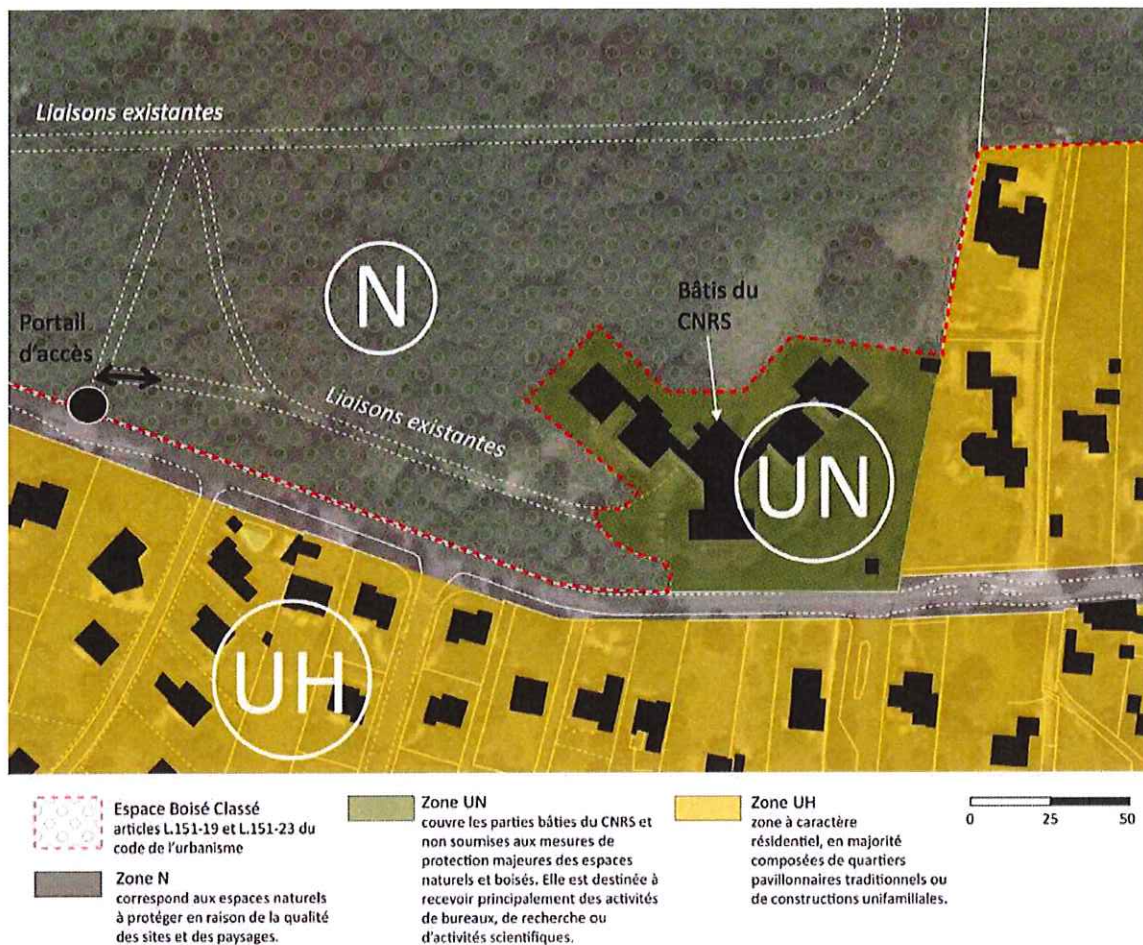 Liaisons existantes
N
Bâtis du
CNRS
Portail
d'accès
Liaisons existantes
UN
UH
Espace Boisé Classé
articles L.151-19 et L.151-23 du
code de l'urbanisme
Zone N
correspond aux espaces naturels
à protéger en raison de la qualité
des sites et des paysages.
Zone UN
couvre les parties bâties du CNRS et
non soumises aux mesures de
protection majeures des espaces
naturels et boisés. Elle est destinée à
recevoir principalement des activités
de bureaux, de recherche ou
d'activités scientifiques.
Zone UH
zone à caractère
résidentiel, en majorité
composées de quartiers
pavillonnaires traditionnels ou
de constructions unifamiliales.
0 25 50